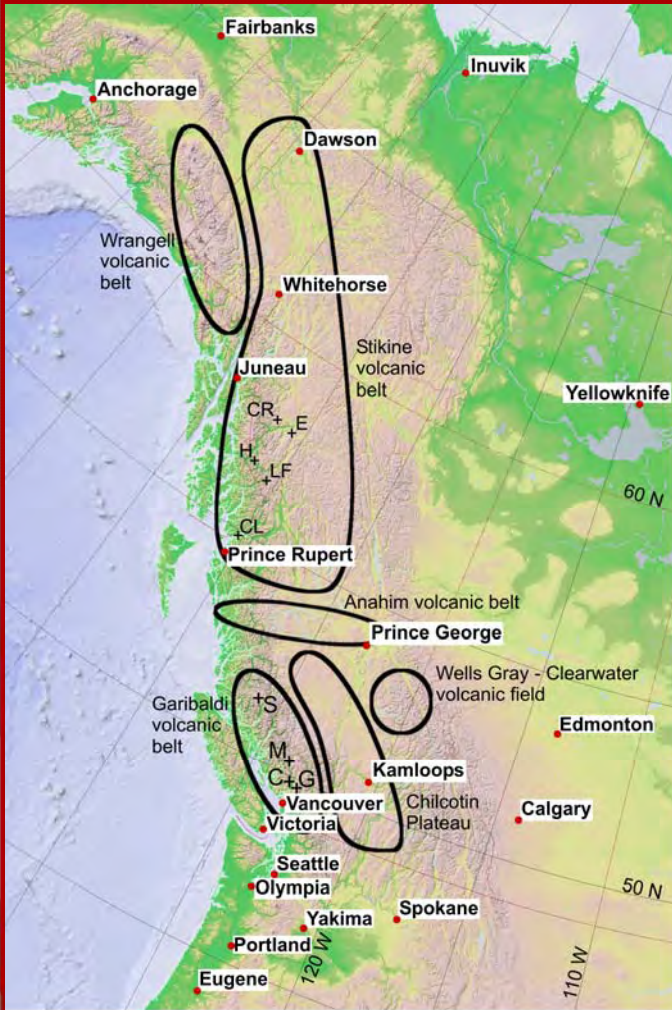 Fairbanks
Inuvik
Anchorage
Dawson
Wrangell
volcanic
belt
Whitehorse
Stikine
volcanic
belt
Juneau
Yellowknife
CR
E
H
LF
60 N
CL
Prince Rupert
Anahim volcanic belt
Prince George
Wells Gray - Clearwater
volcanic field
Garibaldi
volcanic
belt
S
Edmonton
M
C
G
Kamloops
Vancouver
Chilcotin
Plateau
Calgary
Victoria
Seattle
Olympia
50 N
Yakima
Spokane
Portland
120 W
110 W
Eugene